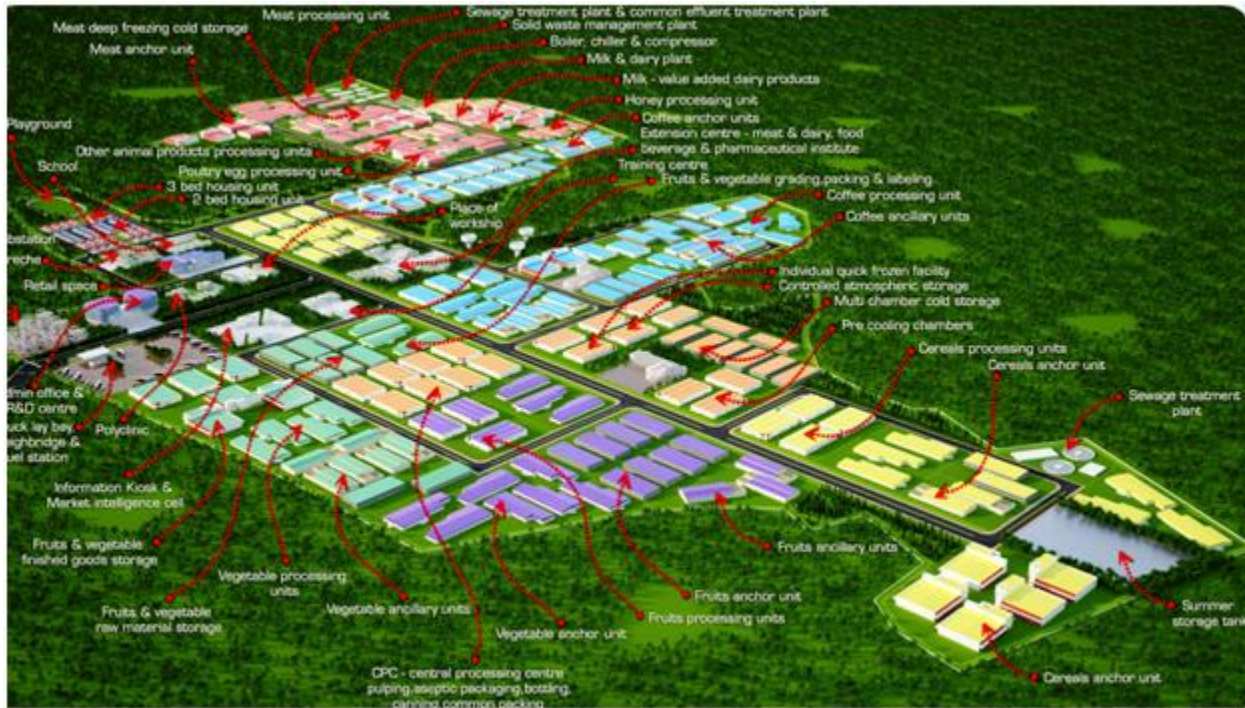 Meat processing unit
Sewage treatment plant & common effluent treatment plant
Meat deep freezing cold storage
Solid waste management plant
Meat anchor unit
Boiler, chiller & compressor
Milk & dairy plant
Milk - value added dairy products
Honey processing unit
Coffee anchor units
Playground
Other animal products processing units
Extension centre - meat & dairy, food
beverage & pharmaceutical institute
School
Poultry egg processing unit
Training centre
3 bed housing unit
Fruits & vegetable grading,packing & labeling
2 bed housing unit
Place of
workship
Coffee processing unit
Coffee ancillary units
bstation
reche
Retail space
Individual quick frozen facility
Controlled atmospheric storage
Multi chamber cold storage
Pre cooling chambers
Cereals processing units
Cereals anchor unit
dmin office &
R&D centre
uck lay bay,
eighbridge &
uel station
Polyclinic
Sewage treatment
plant
Information Kiosk &
Market intelligence cell
Fruits & vegetable
finished goods storage
Vegetable processing
units
Fruits ancillary units
Fruits & vegetable
raw material storage
Vegetable ancillary units
Fruits anchor unit
Fruits processing units
Vegetable anchor unit
Summer
storage tank
CPC - central processing centre
pulping,aseptic packaging,bottling,
canning,common packing
Cereals anchor unit